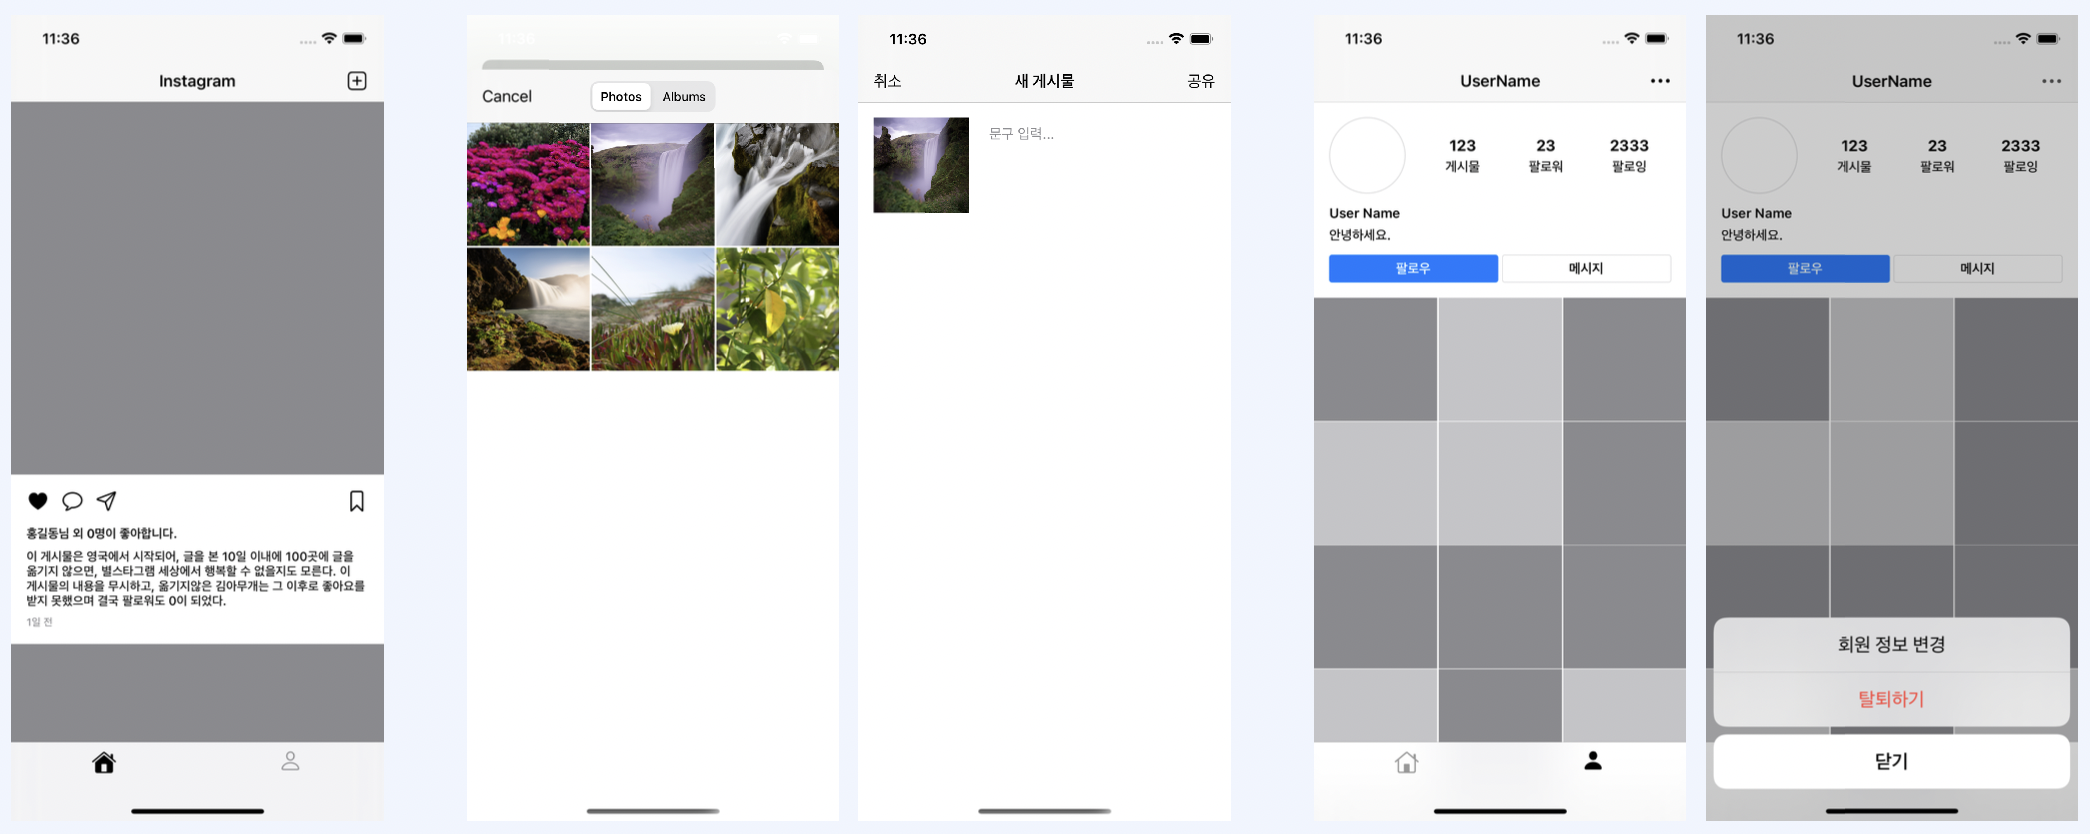 11:36
Instagram
홍길동님 외 0명이 좋아합니다.
이 게시물은 영국에서 시작되어, 글을 본 10일 이내에 100곳에 글을
옮기지 않으면, 별스타그램 세상에서 행복할 수 없을지도 모른다. 이
게시물의 내용을 무시하고, 옮기지않은 김아무개는 그 이후로 좋아요를
받지 못했으며 결국 팔로워도 0이 되었다.
1일 전
11:36
Cancel
Photos
Albums
11:36
취소
새 게시물
공유
문구 입력...
11:36
UserName
123
23
2333
게시물
팔로워
팔로잉
User Name
안녕하세요.
팔로우
메시지
11:36
UserName
123
23
2333
게시물
팔로워
팔로잉
User Name
안녕하세요.
팔로우
메시지
회원 정보 변경
탈퇴하기
닫기